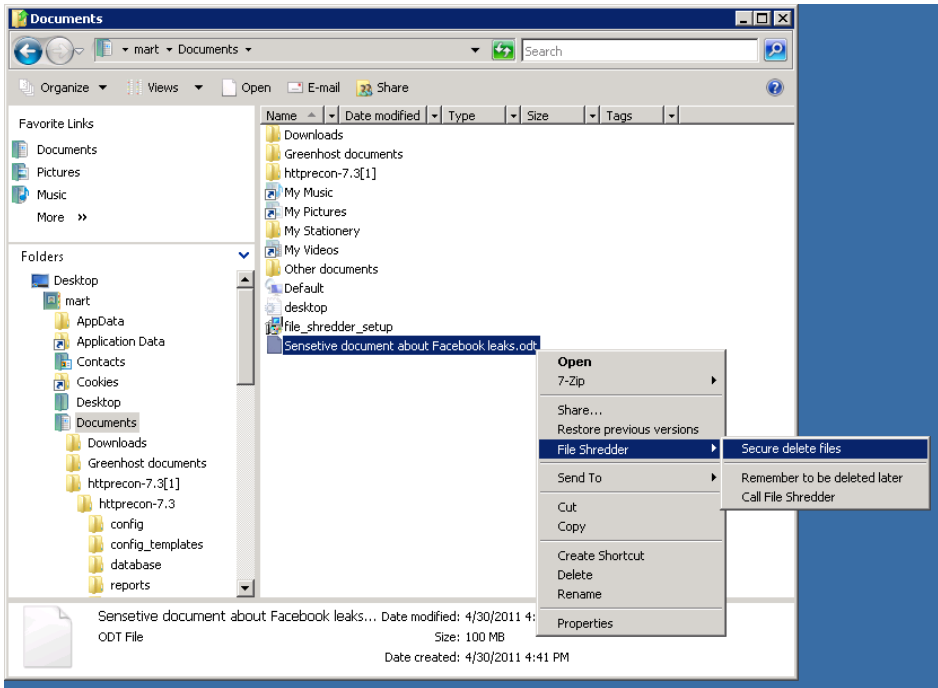 Documents
mart Documents
Search
Organize Views Open E-mail Share
Favorite Links
Documents
Pictures
Music
More »
Folders
Desktop
mart
AppData
Application Data
Contacts
Cookies
Desktop
Documents
Downloads
Greenhost documents
httprecon-7.3[1]
httprecon-7.3
config
config_templates
database
reports
Name Date modified Type Size Tags
Downloads
Greenhost documents
httprecon-7.3[1]
My Music
My Pictures
My Stationery
My Videos
Other documents
Default
desktop
file_shredder_setup
Sensetive document about Facebook leaks.odt
Open
7-Zip
Share...
Restore previous versions
File Shredder
Send To
Cut
Copy
Create Shortcut
Delete
Rename
Properties
Secure delete files
Remember to be deleted later
Call File Shredder
Sensetive document about Facebook leaks... Date modified: 4/30/2011 4:
ODT File Size: 100 MB
Date created: 4/30/2011 4:41 PM